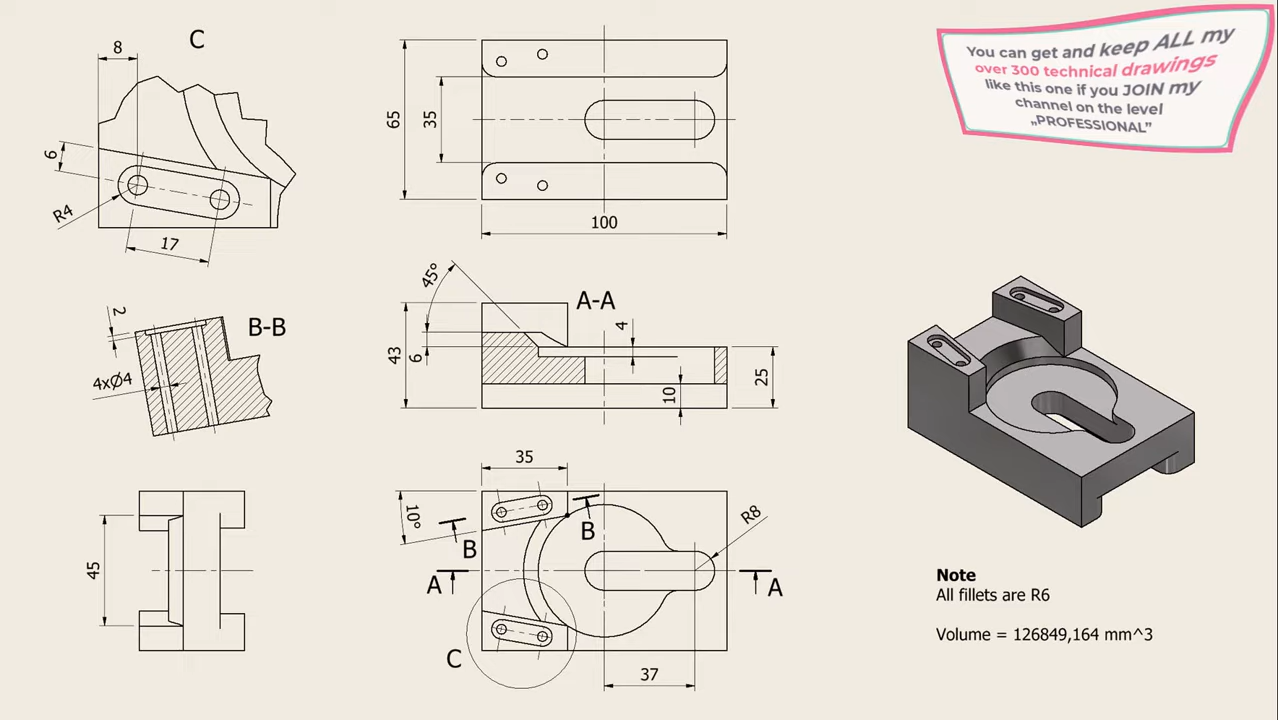 You can get and keep ALL my
over 300 technical drawings
like this one if you JOIN my
channel on the level
„PROFESSIONAL”
C
8
6
R4
17
65
35
100
B-B
2
4xØ4
A-A
45°
43
6
4
10
25
45
35
10°
B
B
A
A
R8
C
37
Note
All fillets are R6
Volume = 126849,164 mm^3